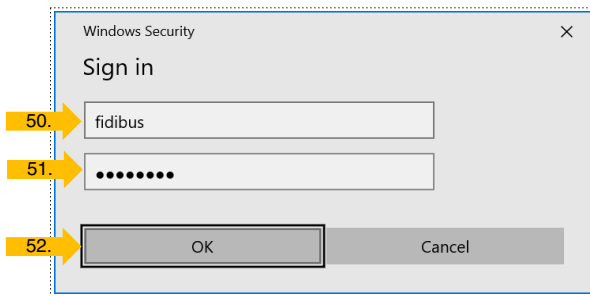 Windows Security
Sign in
50. fidibus
51. ••••••••
52. OK Cancel